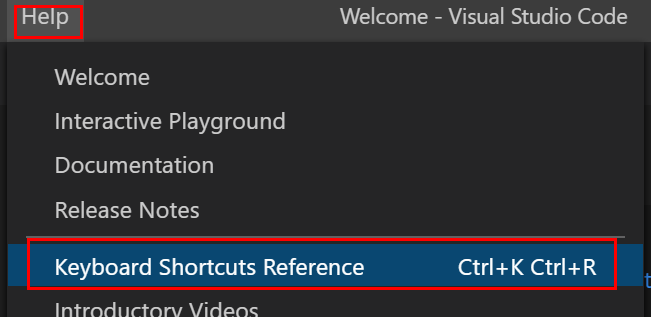 Help Welcome - Visual Studio Code
Welcome
Interactive Playground
Documentation
Release Notes
Keyboard Shortcuts Reference Ctrl+K Ctrl+R
Introductory Videos